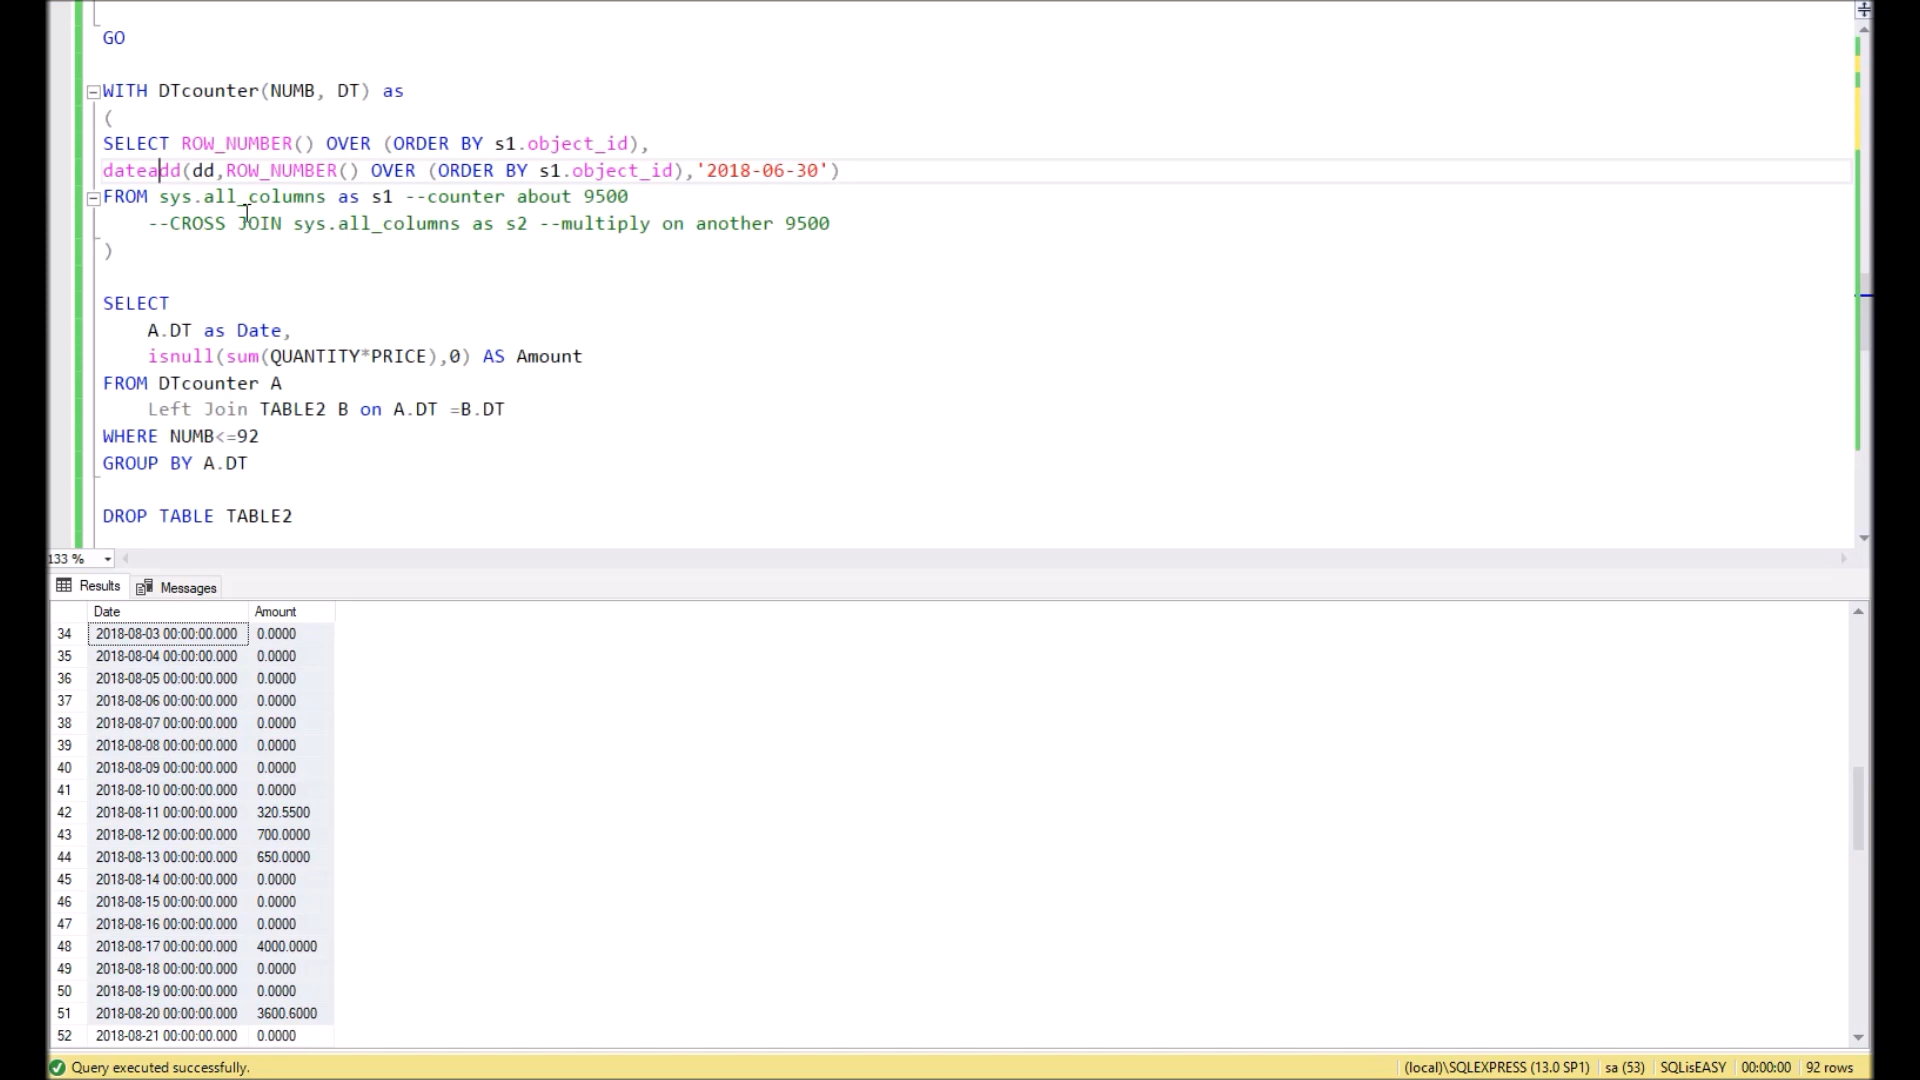 GO
WITH DTcounter(NUMB, DT) as
(
SELECT ROW_NUMBER() OVER (ORDER BY s1.object_id),
dateadd(dd,ROW_NUMBER() OVER (ORDER BY s1.object_id),'2018-06-30')
FROM sys.all_columns as s1 --counter about 9500
--CROSS JOIN sys.all_columns as s2 --multiply on another 9500
)
SELECT
A.DT as Date,
isnull(sum(QUANTITY*PRICE),0) AS Amount
FROM DTcounter A
Left Join TABLE2 B on A.DT =B.DT
WHERE NUMB<=92
GROUP BY A.DT
DROP TABLE TABLE2
133 %
Results Messages
Date Amount
34 2018-08-03 00:00:00.000 0.0000
35 2018-08-04 00:00:00.000 0.0000
36 2018-08-05 00:00:00.000 0.0000
37 2018-08-06 00:00:00.000 0.0000
38 2018-08-07 00:00:00.000 0.0000
39 2018-08-08 00:00:00.000 0.0000
40 2018-08-09 00:00:00.000 0.0000
41 2018-08-10 00:00:00.000 0.0000
42 2018-08-11 00:00:00.000 320.5500
43 2018-08-12 00:00:00.000 700.0000
44 2018-08-13 00:00:00.000 650.0000
45 2018-08-14 00:00:00.000 0.0000
46 2018-08-15 00:00:00.000 0.0000
47 2018-08-16 00:00:00.000 0.0000
48 2018-08-17 00:00:00.000 4000.0000
49 2018-08-18 00:00:00.000 0.0000
50 2018-08-19 00:00:00.000 0.0000
51 2018-08-20 00:00:00.000 3600.6000
52 2018-08-21 00:00:00.000 0.0000
Query executed successfully. (local)\SQLEXPRESS (13.0 SP1) sa (53) SQLisEASY 00:00:00 92 rows